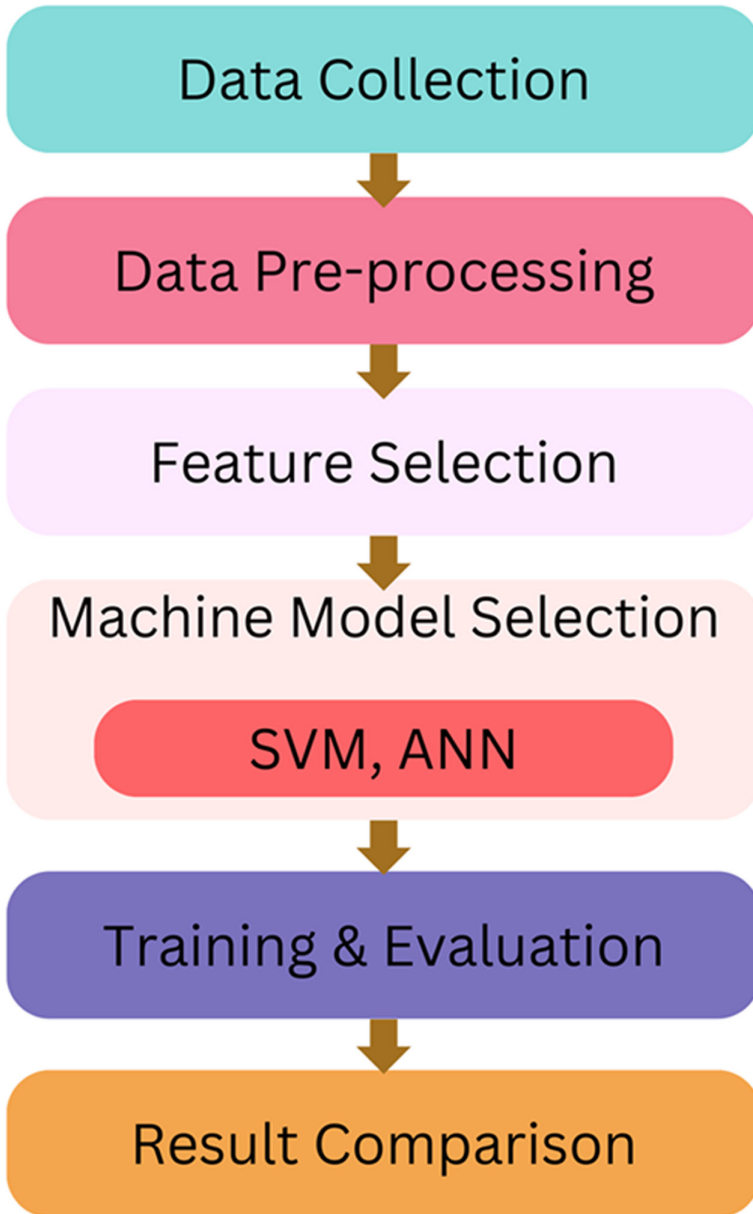 Data Collection
Data Pre-processing
Feature Selection
Machine Model Selection
SVM, ANN
Training & Evaluation
Result Comparison